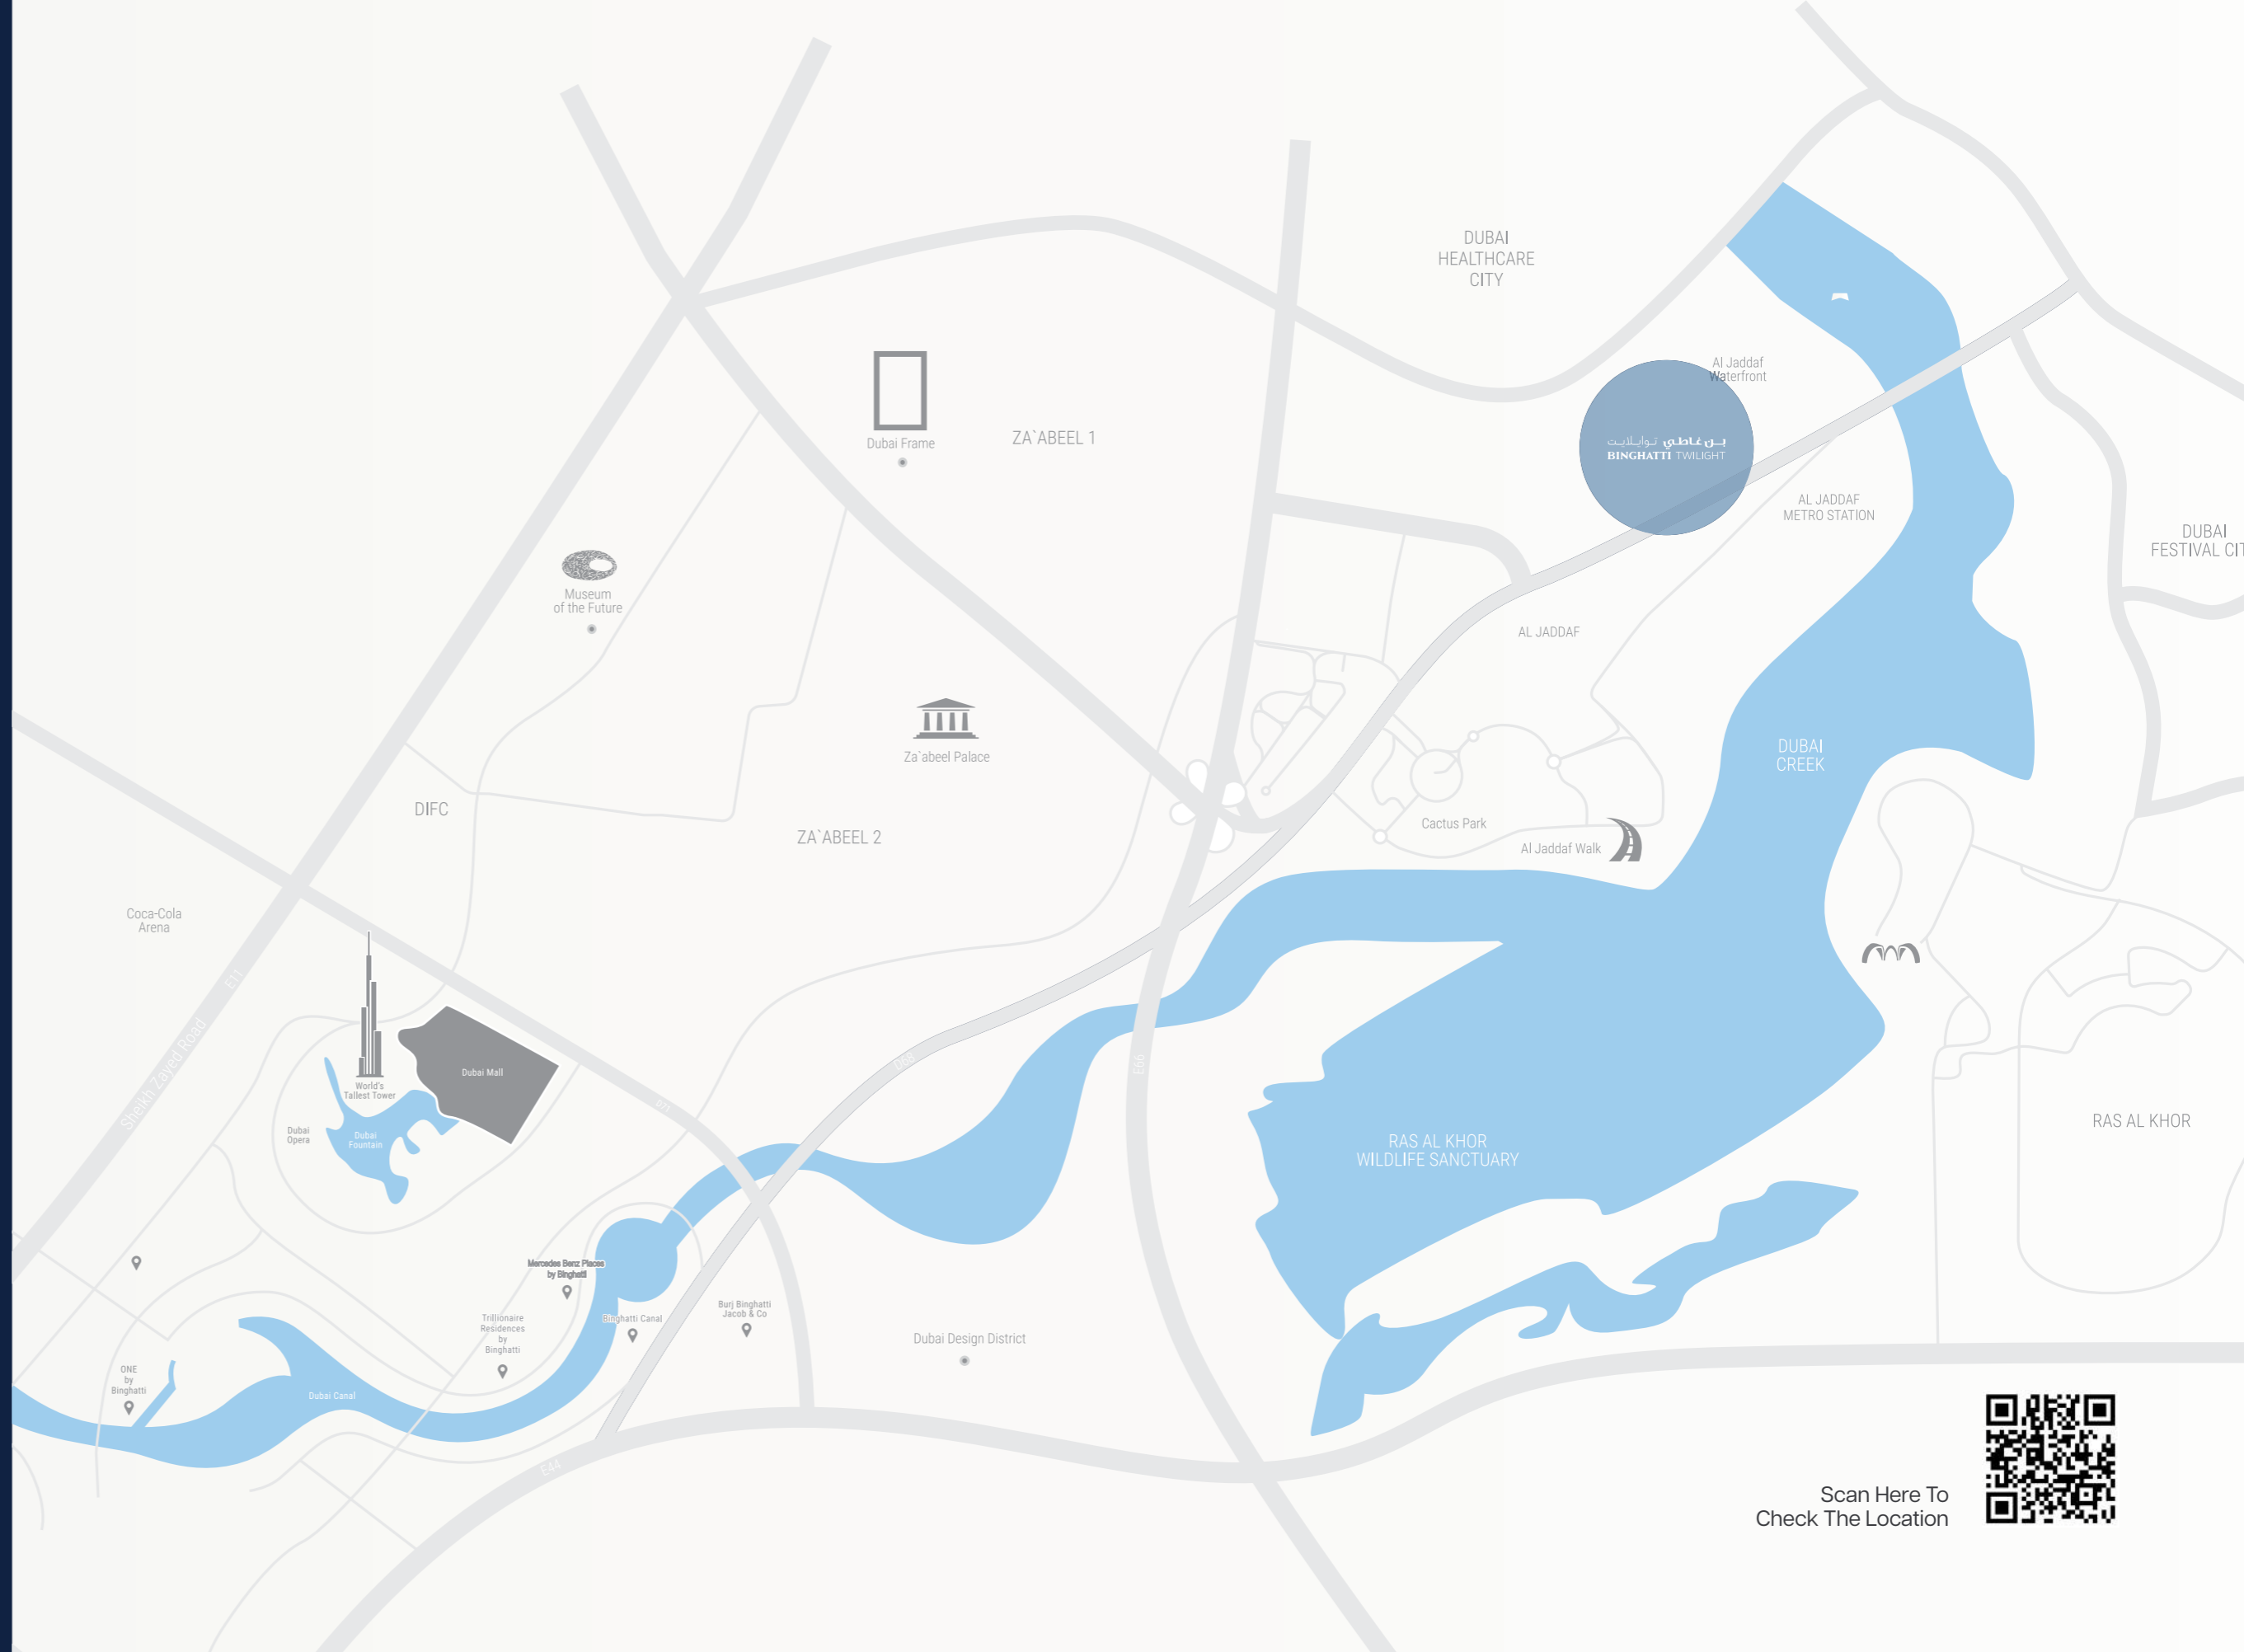 DUBAI
HEALTHCARE
CITY
Al Jaddaf
Waterfront
Dubai Frame
ZA`ABEEL 1
بن غاطي توايلايت
BINGHATTI TWILIGHT
AL JADDAF
METRO STATION
DUBAI
FESTIVAL CIT
Museum
of the Future
AL JADDAF
Za`abeel Palace
DUBAI
CREEK
DIFC
ZA`ABEEL 2
Cactus Park
Al Jaddaf Walk
Coca-Cola
Arena
E11
Sheikh Zayed Road
World's
Tallest Tower
Dubai Mall
Dubai
Opera
Dubai
Fountain
D68
E66
D71
RAS AL KHOR
WILDLIFE SANCTUARY
RAS AL KHOR
Mercedes Benz Places
by Binghatti
Trillionaire
Residences
by
Binghatti
Binghatti Canal
Burj Binghatti
Jacob & Co
Dubai Design District
ONE
by
Binghatti
Dubai Canal
E44
Scan Here To
Check The Location